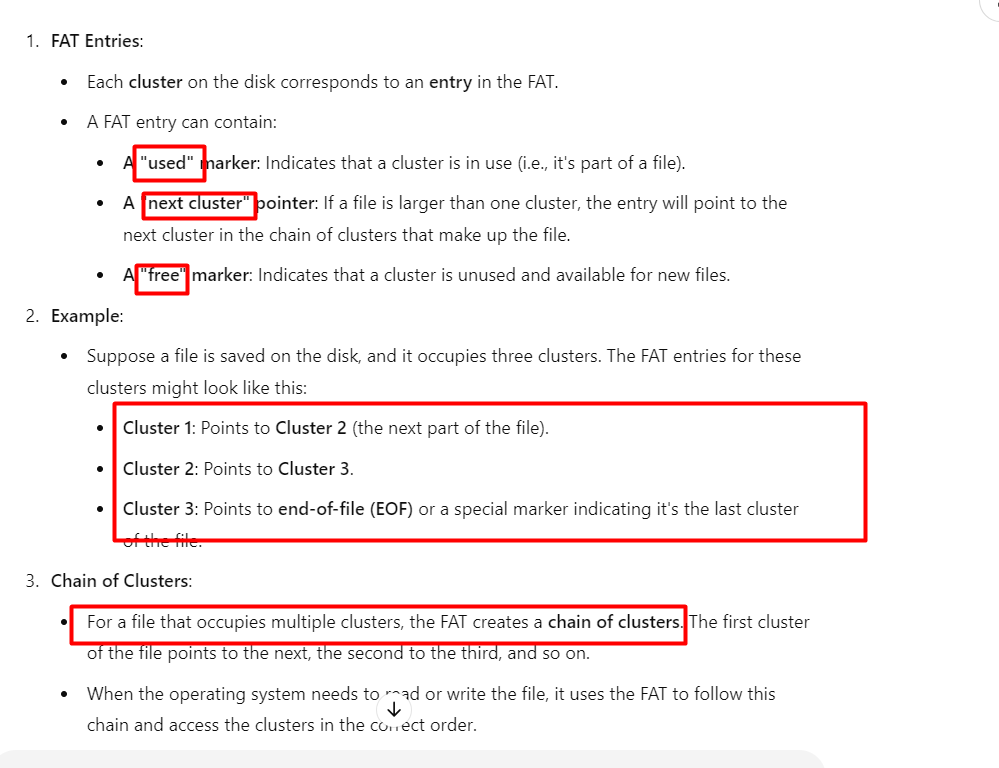 1. FAT Entries:
• Each cluster on the disk corresponds to an entry in the FAT.
• A FAT entry can contain:
• A "used" marker: Indicates that a cluster is in use (i.e., it's part of a file).
• A "next cluster" pointer: If a file is larger than one cluster, the entry will point to the
next cluster in the chain of clusters that make up the file.
• A "free" marker: Indicates that a cluster is unused and available for new files.
2. Example:
• Suppose a file is saved on the disk, and it occupies three clusters. The FAT entries for these
clusters might look like this:
• Cluster 1: Points to Cluster 2 (the next part of the file).
• Cluster 2: Points to Cluster 3.
• Cluster 3: Points to end-of-file (EOF) or a special marker indicating it's the last cluster
of the file.
3. Chain of Clusters:
• For a file that occupies multiple clusters, the FAT creates a chain of clusters. The first cluster
of the file points to the next, the second to the third, and so on.
• When the operating system needs to read or write the file, it uses the FAT to follow this
chain and access the clusters in the correct order.